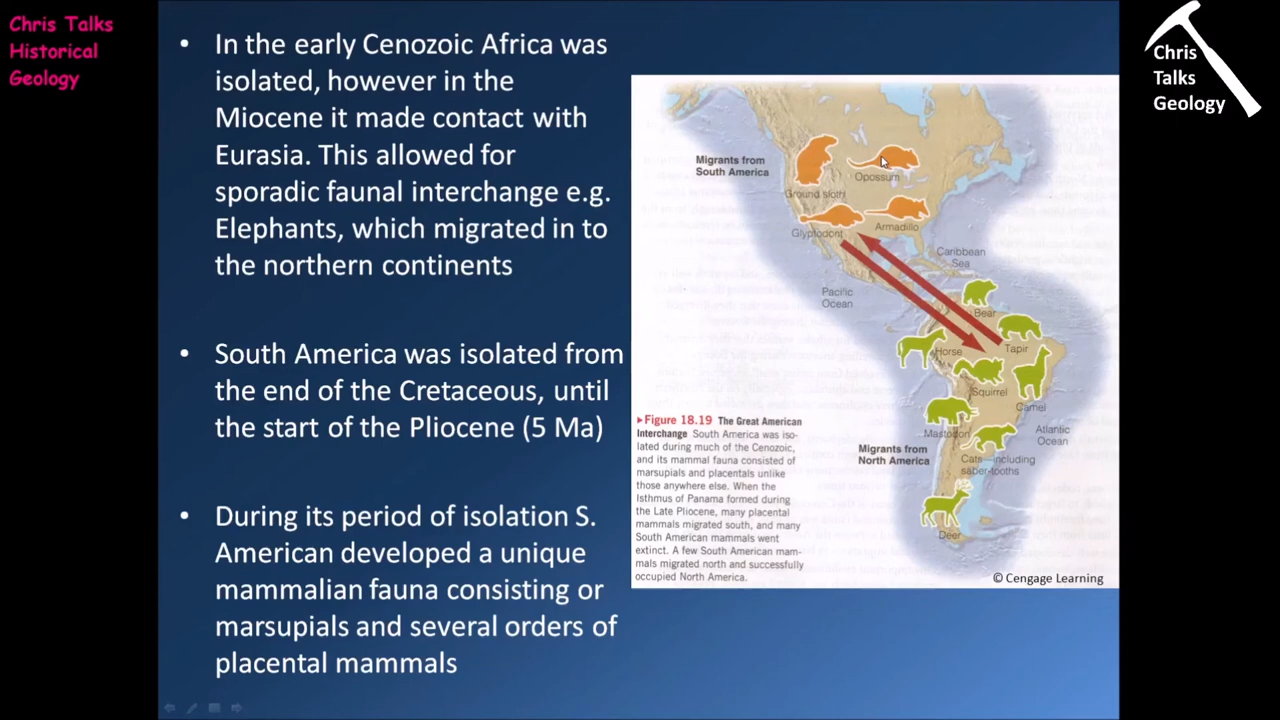 Chris Talks
Historical
Geology
• In the early Cenozoic Africa was
isolated, however in the
Miocene it made contact with
Eurasia. This allowed for
sporadic faunal interchange e.g.
Elephants, which migrated in to
the northern continents
• South America was isolated from
the end of the Cretaceous, until
the start of the Pliocene (5 Ma)
• During its period of isolation S.
American developed a unique
mammalian fauna consisting or
marsupials and several orders of
placental mammals
Migrants from
South America
Ground sloth
Opossum
Glyptodont
Armadillo
Caribbean
Sea
Pacific
Ocean
Bear
Tapir
Horse
Squirrel
Camel
Mastodon
Atlantic
Ocean
Migrants from
North America
Cats—including
saber-tooths
Deer
▸Figure 18.19 The Great American
Interchange South America was iso-
lated during much of the Cenozoic,
and its mammal fauna consisted of
marsupials and placentals unlike
those anywhere else. When the
Isthmus of Panama formed during
the Late Pliocene, many placental
mammals migrated south, and many
South American mammals went
extinct. A few South American mam-
mals migrated north and successfully
occupied North America.
© Cengage Learning
Chris
Talks
Geology